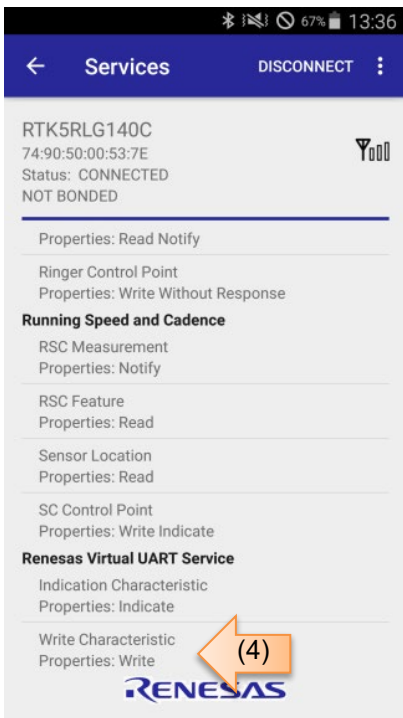 67% 13:36
Services DISCONNECT
RTK5RLG140C
74:90:50:00:53:7E
Status: CONNECTED
NOT BONDED
Properties: Read Notify
Ringer Control Point
Properties: Write Without Response
Running Speed and Cadence
RSC Measurement
Properties: Notify
RSC Feature
Properties: Read
Sensor Location
Properties: Read
SC Control Point
Properties: Write Indicate
Renesas Virtual UART Service
Indication Characteristic
Properties: Indicate
Write Characteristic
Properties: Write
(4)
RENESAS